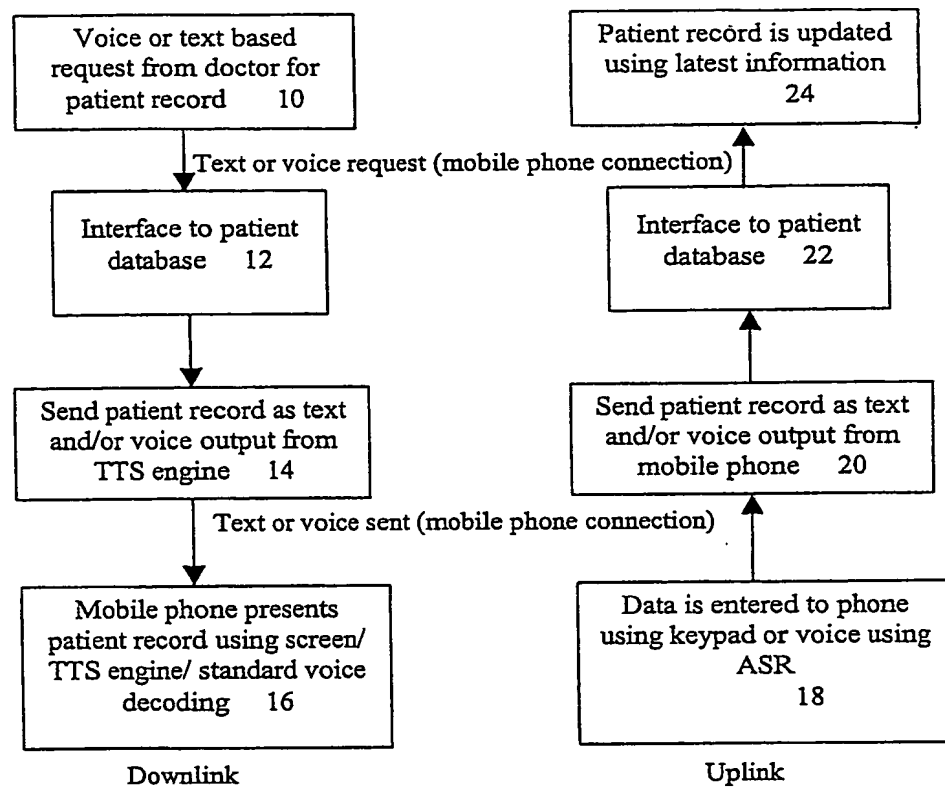 Voice or text based
request from doctor for
patient record 10
Text or voice request (mobile phone connection)
Interface to patient
database 12
Send patient record as text
and/or voice output from
TTS engine 14
Text or voice sent (mobile phone connection)
Mobile phone presents
patient record using screen/
TTS engine/ standard voice
decoding 16
Downlink
Patient record is updated
using latest information
24
Interface to patient
database 22
Send patient record as text
and/or voice output from
mobile phone 20
Data is entered to phone
using keypad or voice using
ASR
18
Uplink